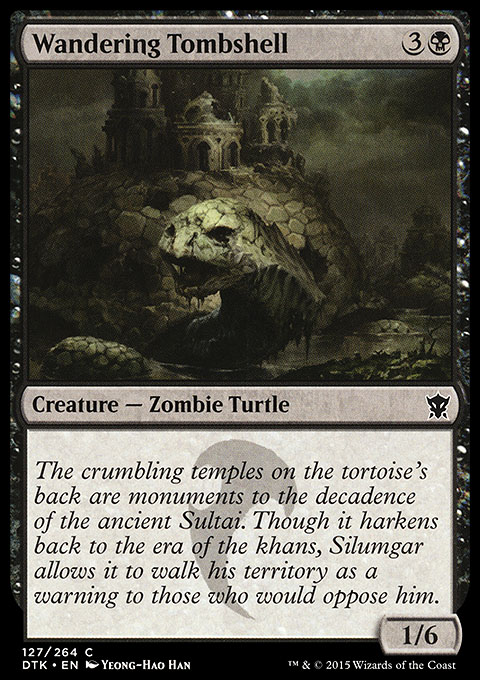 Wandering Tombshell 3
Creature — Zombie Turtle
The crumbling temples on the tortoise's
back are monuments to the decadence
of the ancient Sultai. Though it harkens
back to the era of the khans, Silumgar
allows it to walk his territory as a
warning to those who would oppose him.
1/6
127/264 C
DTK • EN Yeong-Hao Han
™ & © 2015 Wizards of the Coast